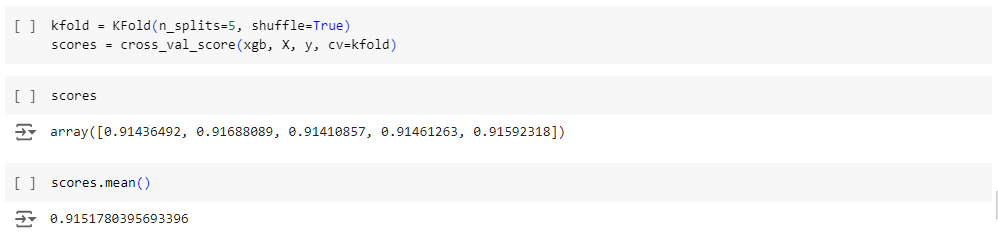 [ ] kfold = KFold(n_splits=5, shuffle=True)
scores = cross_val_score(xgb, X, y, cv=kfold)
[ ] scores
array([0.91436492, 0.91688089, 0.91410857, 0.91461263, 0.91592318])
[ ] scores.mean()
0.9151780395693396